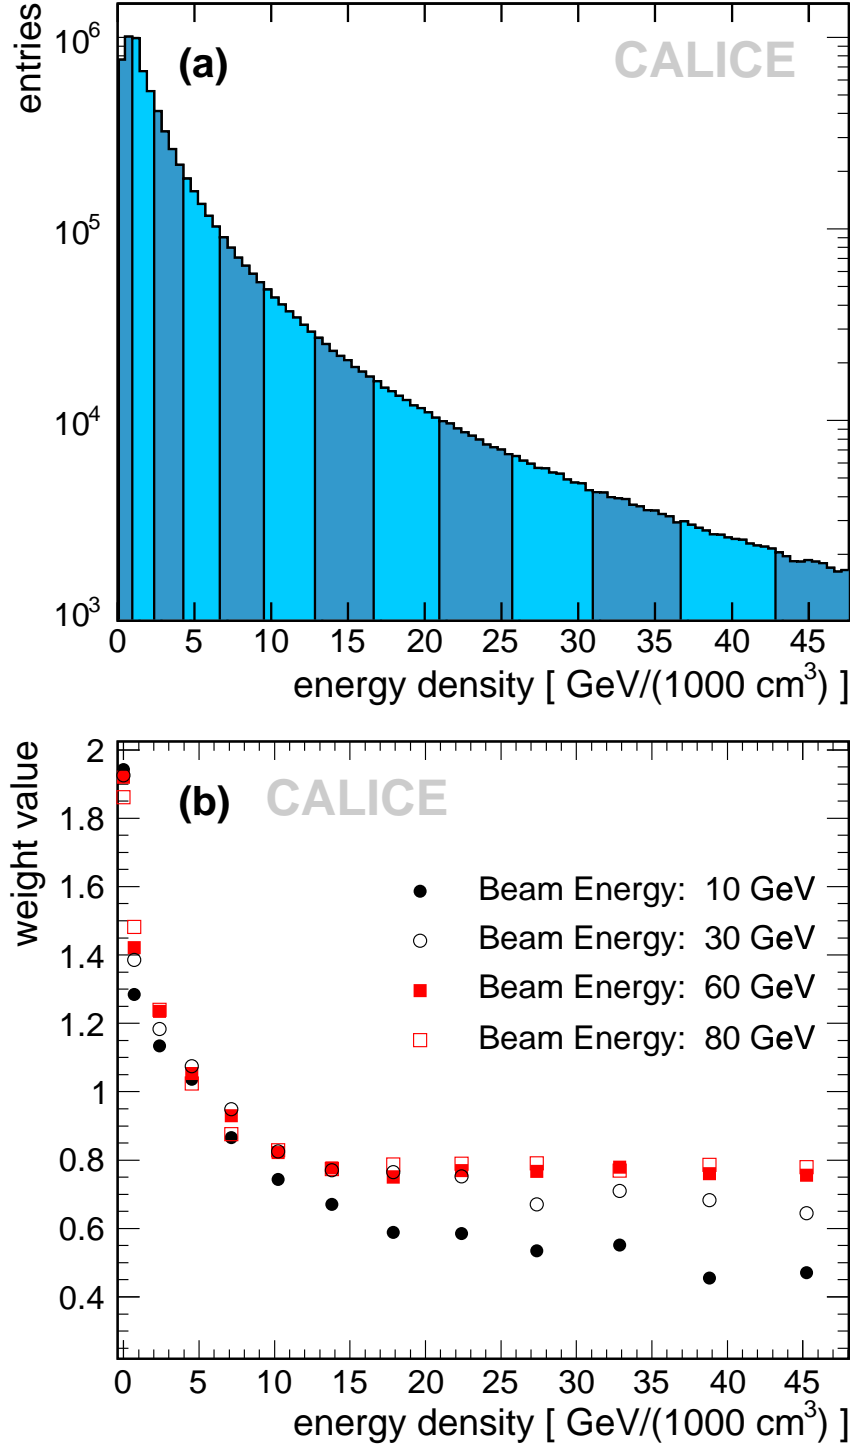 entries
10^6
10^5
10^4
10^3
(a)
CALICE
0 5 10 15 20 25 30 35 40 45
energy density [ GeV/(1000 cm^3) ]
weight value
2
1.8
1.6
1.4
1.2
1
0.8
0.6
0.4
(b)
CALICE
Beam Energy: 10 GeV
Beam Energy: 30 GeV
Beam Energy: 60 GeV
Beam Energy: 80 GeV
0 5 10 15 20 25 30 35 40 45
energy density [ GeV/(1000 cm^3) ]